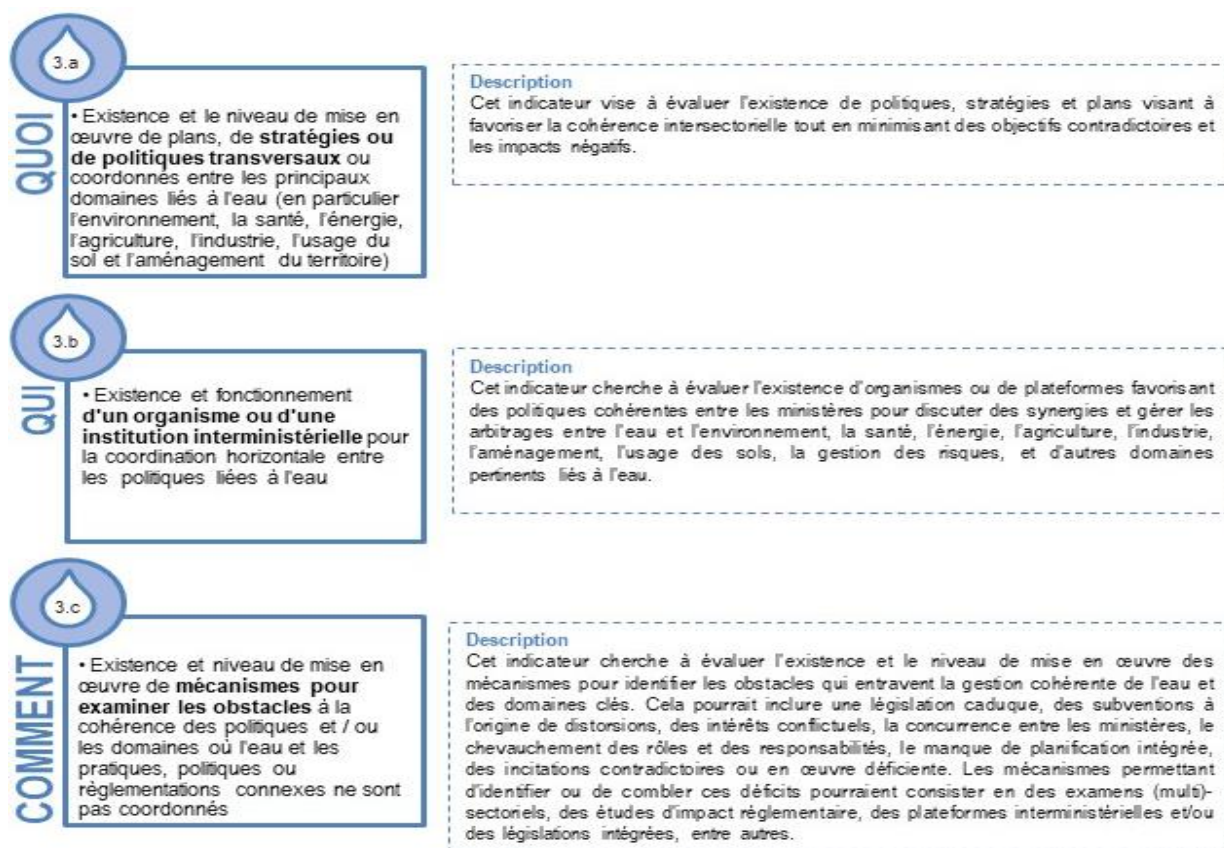 3.a
QUOI
• Existence et le niveau de mise en
œuvre de plans, de stratégies ou
de politiques transversaux ou
coordonnés entre les principaux
domaines liés à l'eau (en particulier
l'environnement, la santé, l'énergie,
l'agriculture, l'industrie, l'usage du
sol et l'aménagement du territoire)
Description
Cet indicateur vise à évaluer l'existence de politiques, stratégies et plans visant à
favoriser la cohérence intersectorielle tout en minimisant des objectifs contradictoires et
les impacts négatifs.
3.b
QUI
• Existence et fonctionnement
d'un organisme ou d'une
institution interministérielle pour
la coordination horizontale entre
les politiques liées à l'eau
Description
Cet indicateur cherche à évaluer l'existence d'organismes ou de plateformes favorisant
des politiques cohérentes entre les ministères pour discuter des synergies et gérer les
arbitrages entre l'eau et l'environnement, la santé, l'énergie, l'agriculture, l'industrie,
l'aménagement, l'usage des sols, la gestion des risques, et d'autres domaines
pertinents liés à l'eau.
3.c
COMMENT
• Existence et niveau de mise en
œuvre de mécanismes pour
examiner les obstacles à la
cohérence des politiques et / ou
les domaines où l'eau et les
pratiques, politiques ou
règlementations connexes ne sont
pas coordonnés
Description
Cet indicateur cherche à évaluer l'existence et le niveau de mise en œuvre des
mécanismes pour identifier les obstacles qui entravent la gestion cohérente de l'eau et
des domaines clés. Cela pourrait inclure une législation caduque, des subventions à
l'origine de distorsions, des intérêts conflictuels, la concurrence entre les ministères, le
chevauchement des rôles et des responsabilités, le manque de planification intégrée,
des incitations contradictoires ou en œuvre déficiente. Les mécanismes permettant
d'identifier ou de combler ces déficits pourraient consister en des examens (multi)-
sectoriels, des études d'impact règlementaire, des plateformes interministérielles et/ou
des législations intégrées, entre autres.